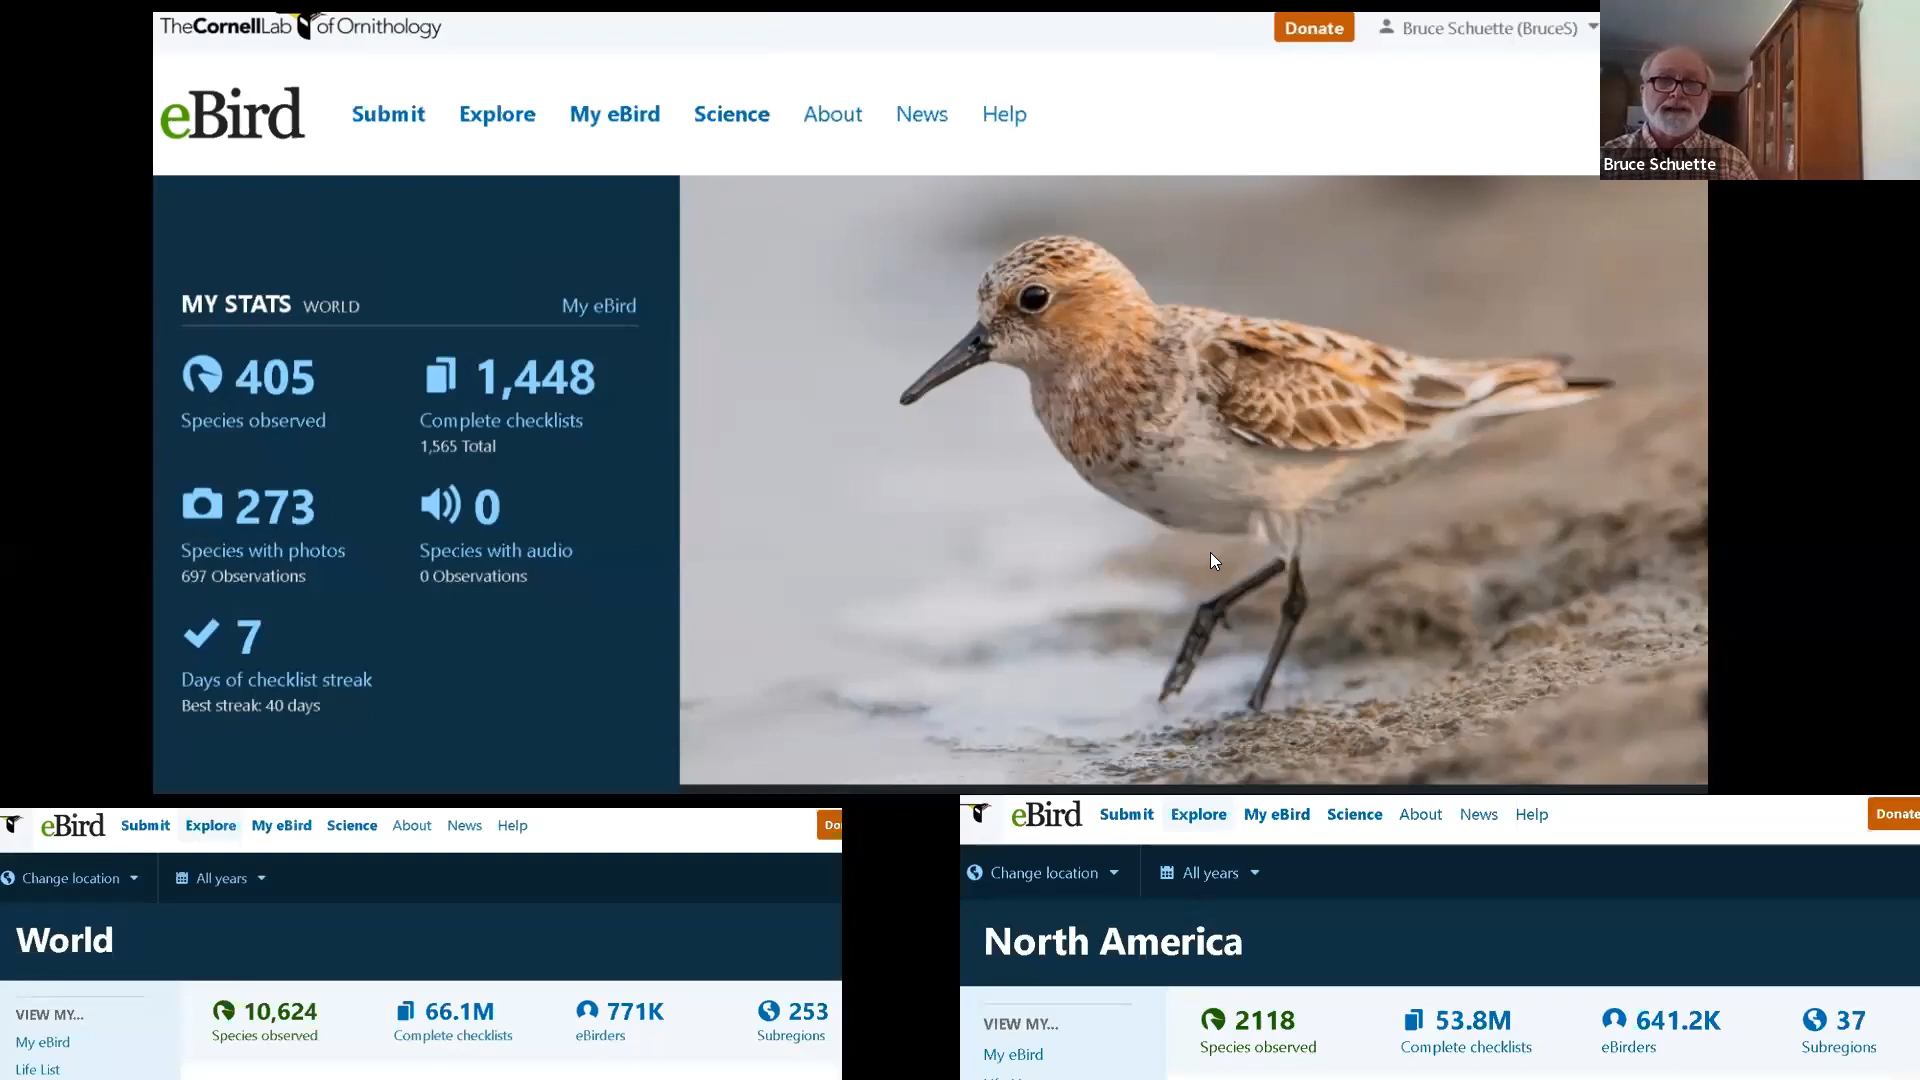 TheCornellLab of Ornithology
Donate
Bruce Schuette (BruceS)
Bruce Schuette
eBird
Submit Explore My eBird Science About News Help
MY STATS WORLD My eBird
405
Species observed
1,448
Complete checklists
1,565 Total
273
Species with photos
697 Observations
0
Species with audio
0 Observations
7
Days of checklist streak
Best streak: 40 days
eBird Submit Explore My eBird Science About News Help Do
Change location All years
World
VIEW MY...
My eBird
Life List
10,624
Species observed
66.1M
Complete checklists
771K
eBirders
253
Subregions
eBird Submit Explore My eBird Science About News Help Donate
Change location All years
North America
VIEW MY...
My eBird
2118
Species observed
53.8M
Complete checklists
641.2K
eBirders
37
Subregions